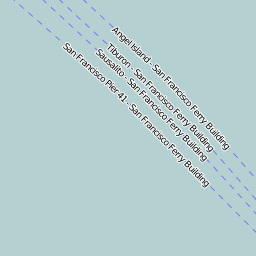 Angel Island - San Francisco Ferry Building
Tiburon - San Francisco Ferry Building
Sausalito - San Francisco Ferry Building
San Francisco Pier 41 - San Francisco Ferry Building